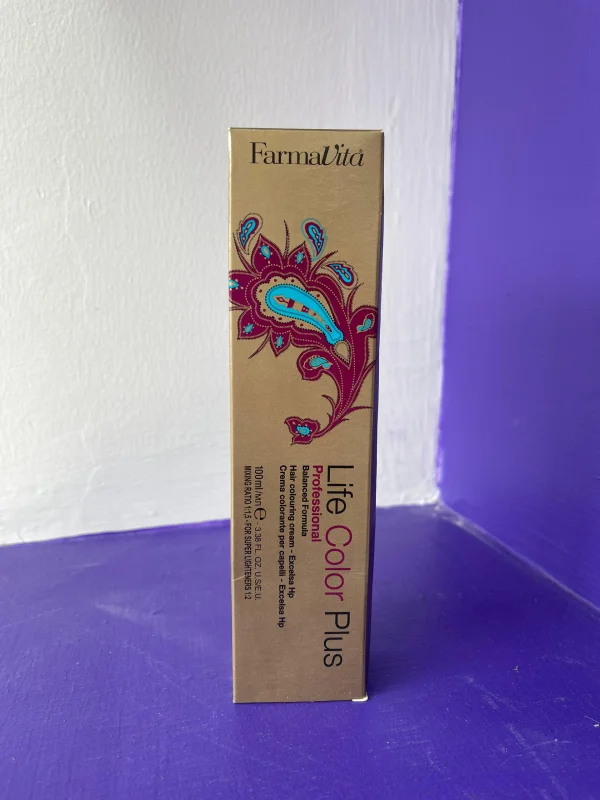 FarmaVita®
Life Color Plus
Professional
Balanced Formula
Hair colouring cream - Excelsa Hp
Crema colorante per capelli - Excelsa Hp
100ml/мл ℮ - 3.38 FL. OZ. U.S/E.U.
MIXING RATIO 1:1,5 - FOR SUPER LIGHTENERS 1:2